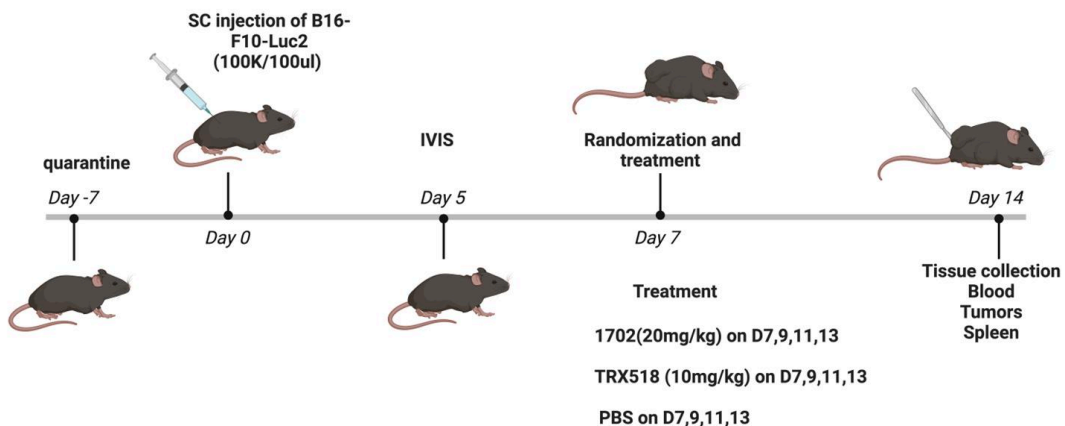 SC injection of B16-
F10-Luc2
(100K/100ul)
quarantine
IVIS
Randomization and
treatment
Day -7
Day 0
Day 5
Day 7
Day 14
Treatment
1702(20mg/kg) on D7,9,11,13
TRX518 (10mg/kg) on D7,9,11,13
PBS on D7,9,11,13
Tissue collection
Blood
Tumors
Spleen